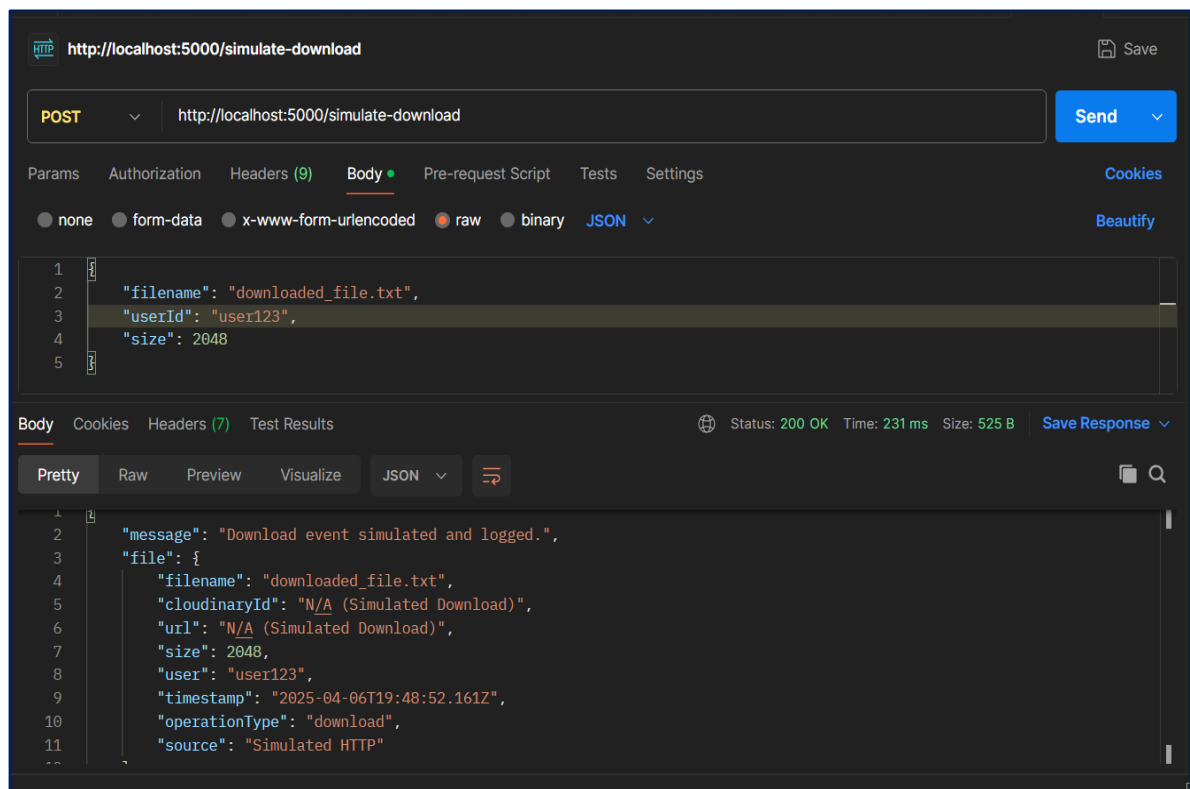 HTTP http://localhost:5000/simulate-download Save
POST http://localhost:5000/simulate-download Send
Params Authorization Headers (9) Body Pre-request Script Tests Settings Cookies
none form-data x-www-form-urlencoded raw binary JSON Beautify
1 {
2 "filename": "downloaded_file.txt",
3 "userId": "user123",
4 "size": 2048
5 }
Body Cookies Headers (7) Test Results Status: 200 OK Time: 231 ms Size: 525 B Save Response
Pretty Raw Preview Visualize JSON
1 {
2 "message": "Download event simulated and logged.",
3 "file": {
4 "filename": "downloaded_file.txt",
5 "cloudinaryId": "N/A (Simulated Download)",
6 "url": "N/A (Simulated Download)",
7 "size": 2048,
8 "user": "user123",
9 "timestamp": "2025-04-06T19:48:52.161Z",
10 "operationType": "download",
11 "source": "Simulated HTTP"